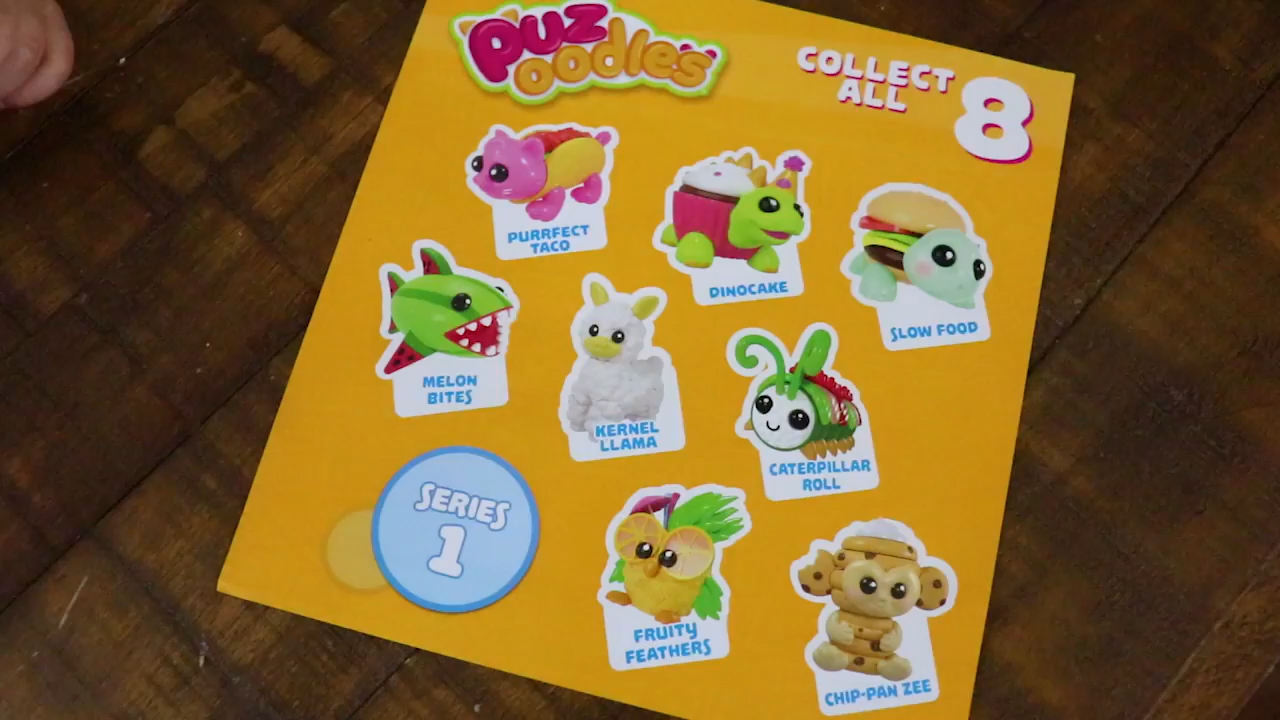 PUZ
oodles
COLLECT
ALL
8
PURRFECT
TACO
DINOCAKE
SLOW FOOD
MELON
BITES
KERNEL
LLAMA
CATERPILLAR
ROLL
SERIES
1
FRUITY
FEATHERS
CHIP-PAN ZEE